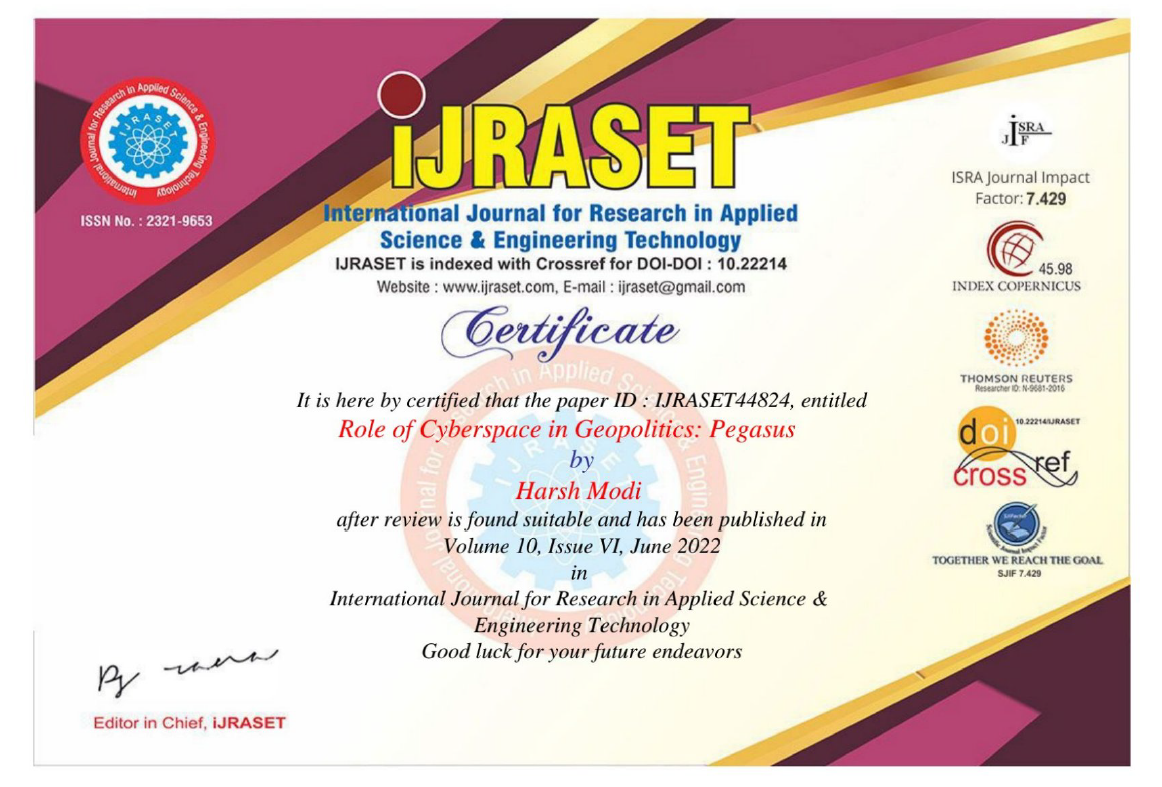 International Journal for Research in Applied Science & Engineering Technology
IJRASET
ISSN No. : 2321-9653
iJRASET
International Journal for Research in Applied
Science & Engineering Technology
IJRASET is indexed with Crossref for DOI-DOI : 10.22214
Website : www.ijraset.com, E-mail : ijraset@gmail.com
Certificate
It is here by certified that the paper ID : IJRASET44824, entitled
Role of Cyberspace in Geopolitics: Pegasus
by
Harsh Modi
after review is found suitable and has been published in
Volume 10, Issue VI, June 2022
in
International Journal for Research in Applied Science &
Engineering Technology
Good luck for your future endeavors
Editor in Chief, iJRASET
JISRA
JF
ISRA Journal Impact
Factor: 7.429
45.98
INDEX COPERNICUS
THOMSON REUTERS
Researcher ID: N-9681-2016
10.22214/IJRASET
doi
cross ref
TOGETHER WE REACH THE GOAL
SJIF 7.429